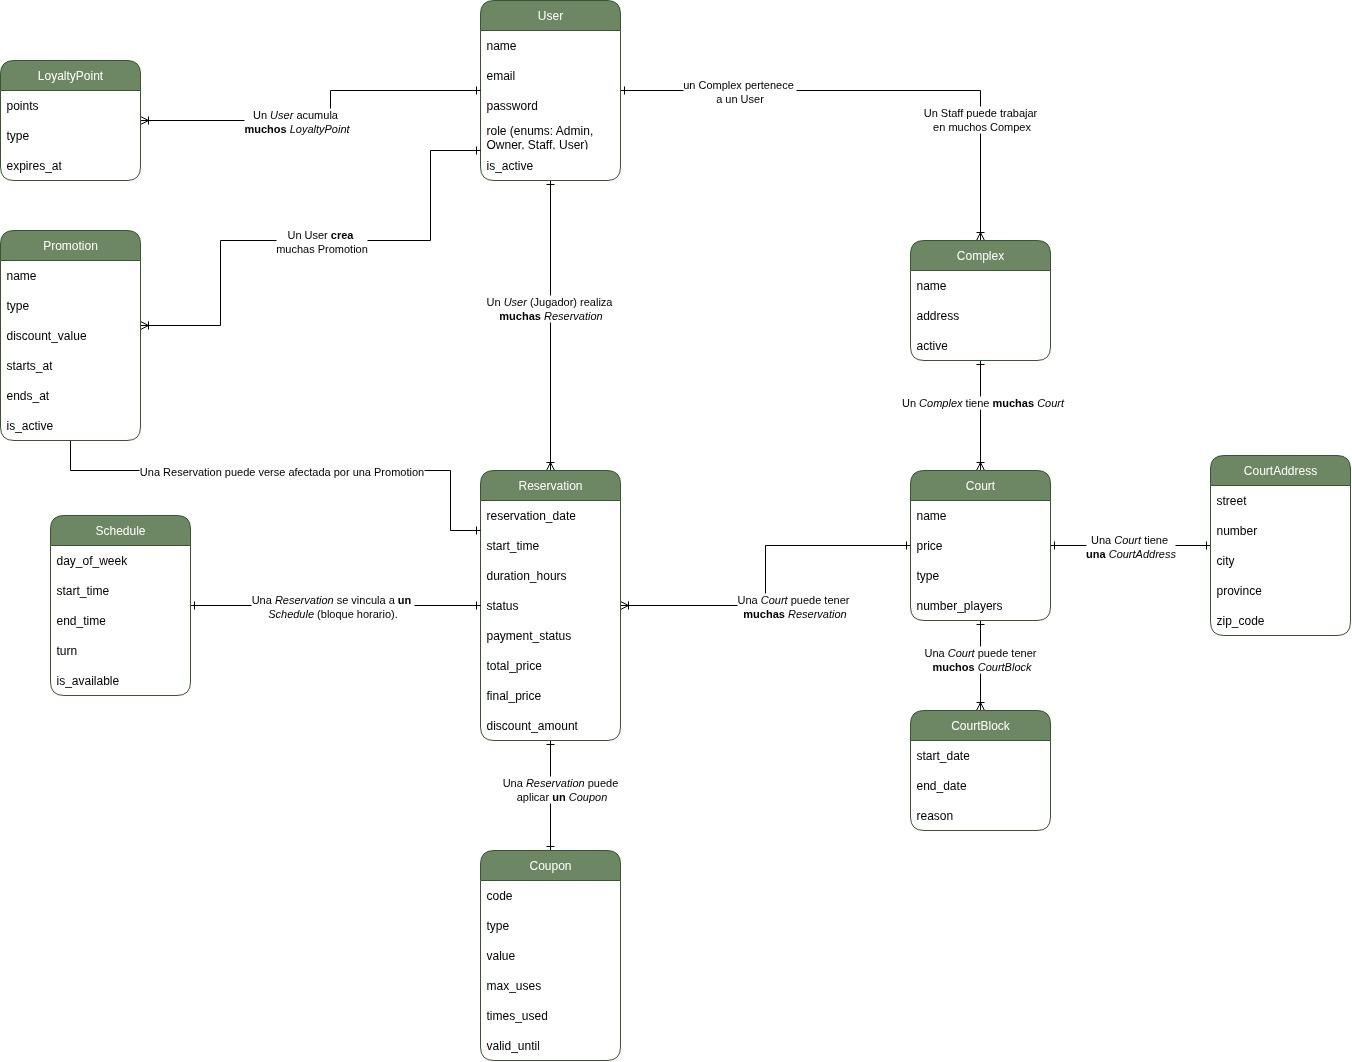 User
name
email
password
role (enums: Admin,
Owner, Staff, User)
is_active
LoyaltyPoint
points
type
expires_at
Un User acumula
muchos LoyaltyPoint
un Complex pertenece
a un User
Un Staff puede trabajar
en muchos Compex
Promotion
name
type
discount_value
starts_at
ends_at
is_active
Un User crea
muchas Promotion
Un User (Jugador) realiza
muchas Reservation
Complex
name
address
active
Un Complex tiene muchas Court
Una Reservation puede verse afectada por una Promotion
Schedule
day_of_week
start_time
end_time
turn
is_available
Una Reservation se vincula a un
Schedule (bloque horario).
Reservation
reservation_date
start_time
duration_hours
status
payment_status
total_price
final_price
discount_amount
Una Court puede tener
muchas Reservation
Court
name
price
type
number_players
Una Court tiene
una CourtAddress
CourtAddress
street
number
city
province
zip_code
Una Court puede tener
muchos CourtBlock
CourtBlock
start_date
end_date
reason
Una Reservation puede
aplicar un Coupon
Coupon
code
type
value
max_uses
times_used
valid_until